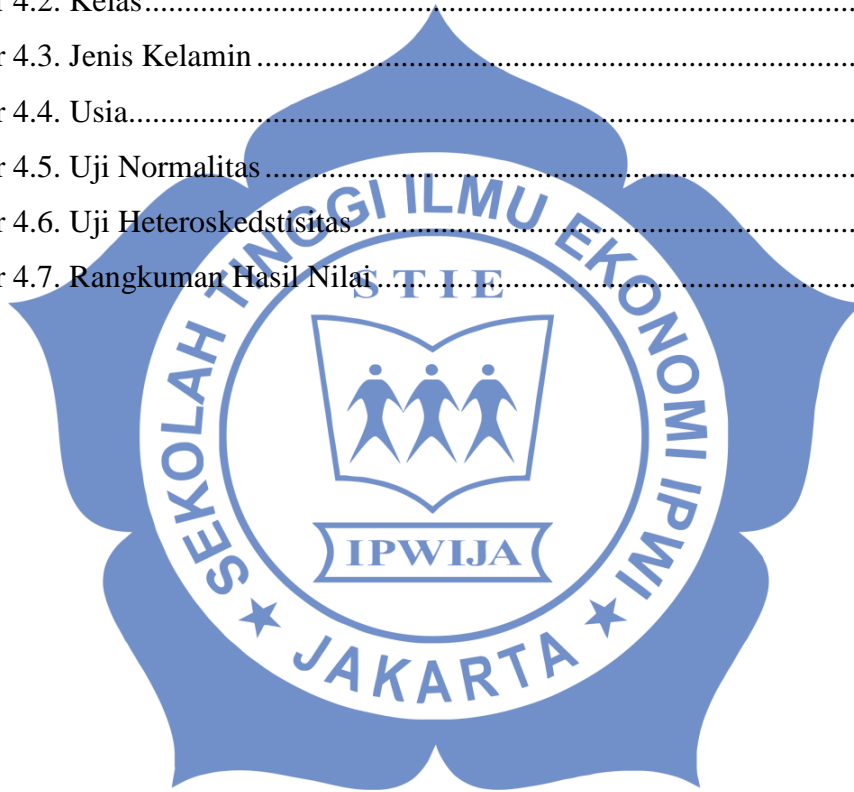 r 4.2. Kelas
r 4.3. Jenis Kelamin
r 4.4. Usia
r 4.5. Uji Normalitas
r 4.6. Uji Heteroskedstisitas
r 4.7. Rangkuman Hasil Nilai
SEKOLAH TINGGI ILMU EKONOMI IPWI
STIE
IPWIJA
★ JAKARTA ★